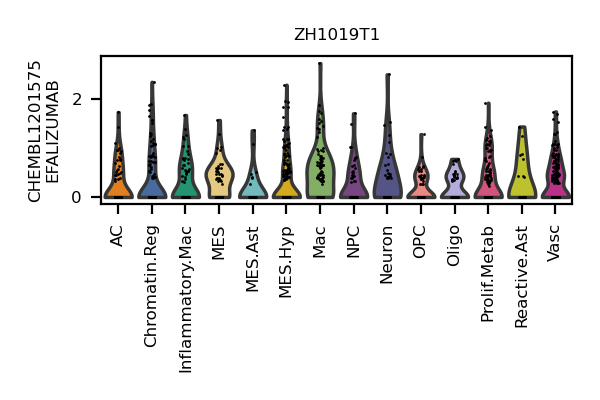 ZH1019T1
CHEMBL1201575
EFALIZUMAB
2
0
AC
Chromatin.Reg
Inflammatory.Mac
MES
MES.Ast
MES.Hyp
Mac
NPC
Neuron
OPC
Oligo
Prolif.Metab
Reactive.Ast
Vasc